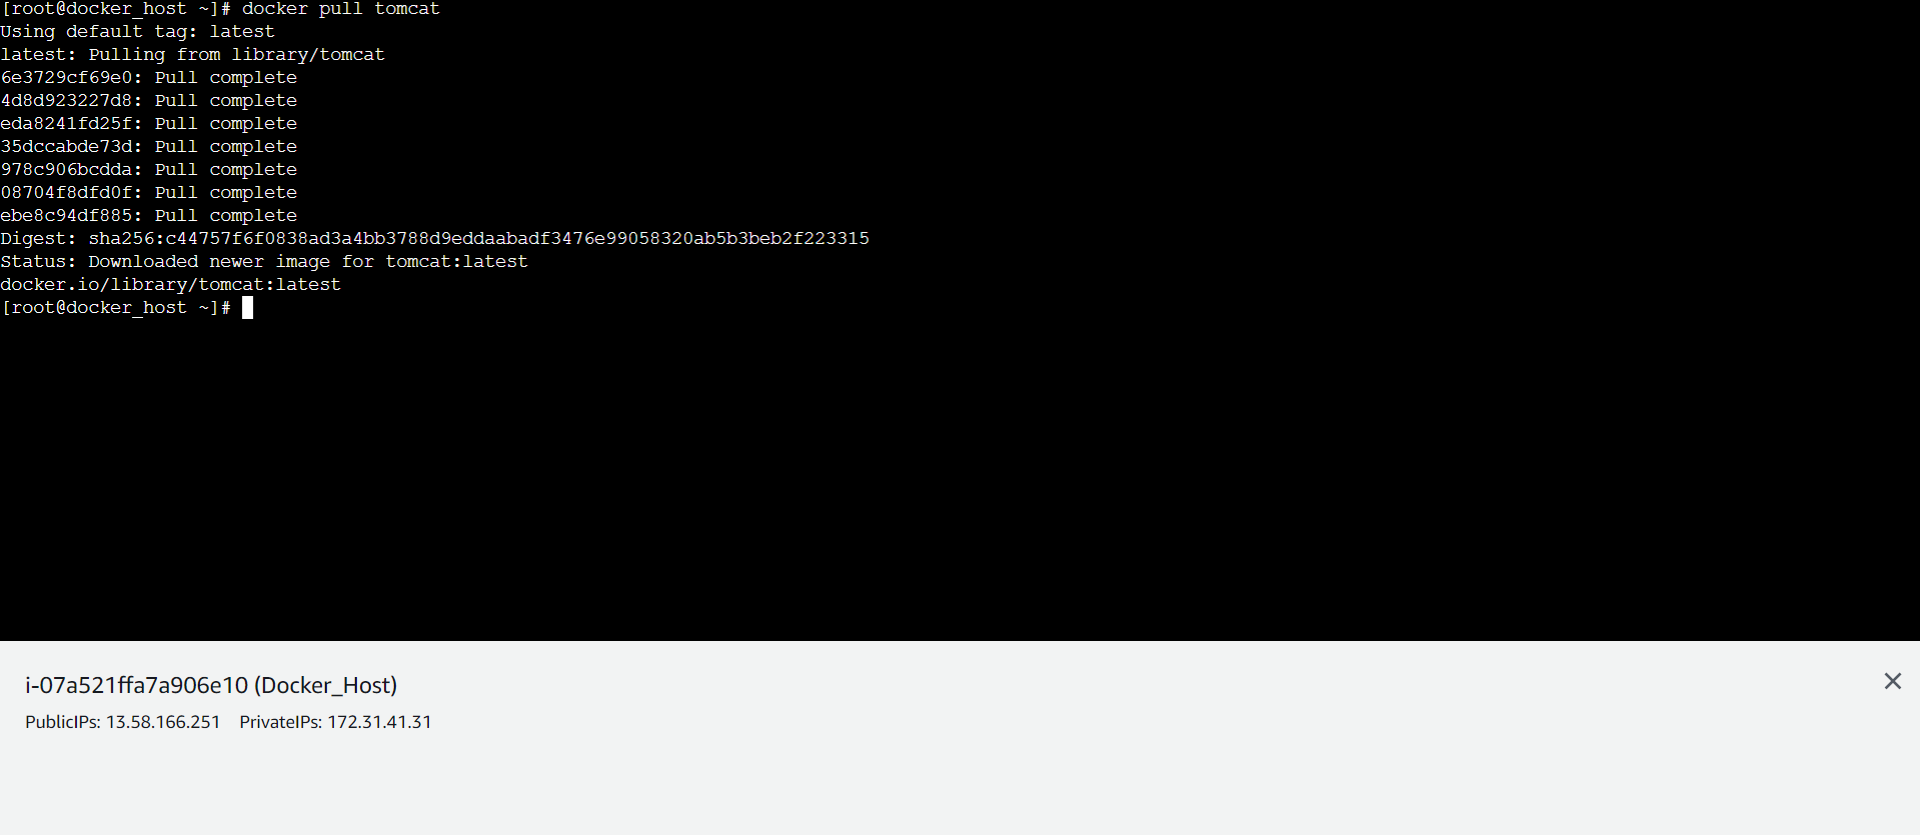 [root@docker_host ~]# docker pull tomcat
Using default tag: latest
latest: Pulling from library/tomcat
6e3729cf69e0: Pull complete
4d8d923227d8: Pull complete
eda8241fd25f: Pull complete
35dccabde73d: Pull complete
978c906bcdda: Pull complete
08704f8dfd0f: Pull complete
ebe8c94df885: Pull complete
Digest: sha256:c44757f6f0838ad3a4bb3788d9eddaabadf3476e99058320ab5b3beb2f223315
Status: Downloaded newer image for tomcat:latest
docker.io/library/tomcat:latest
[root@docker_host ~]#
i-07a521ffa7a906e10 (Docker_Host)
PublicIPs: 13.58.166.251 PrivateIPs: 172.31.41.31